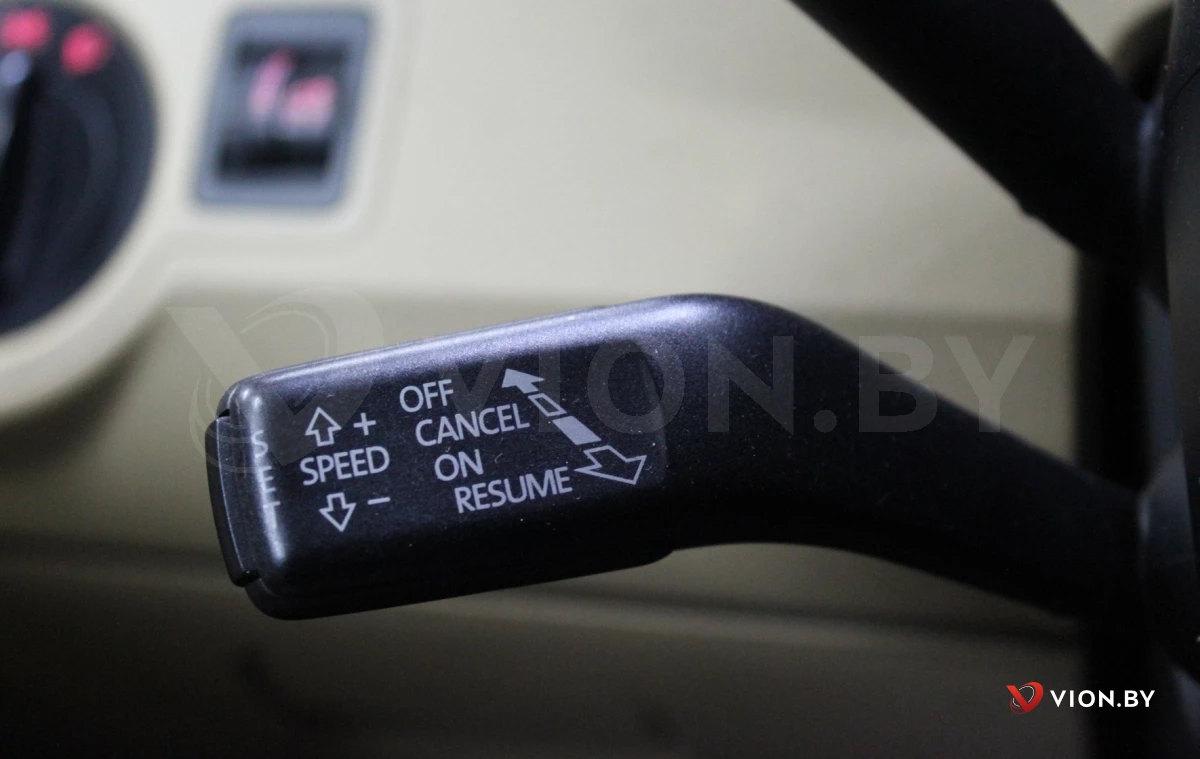 SET
+
SPEED
−
OFF
CANCEL
ON
RESUME
VION.BY
VION.BY